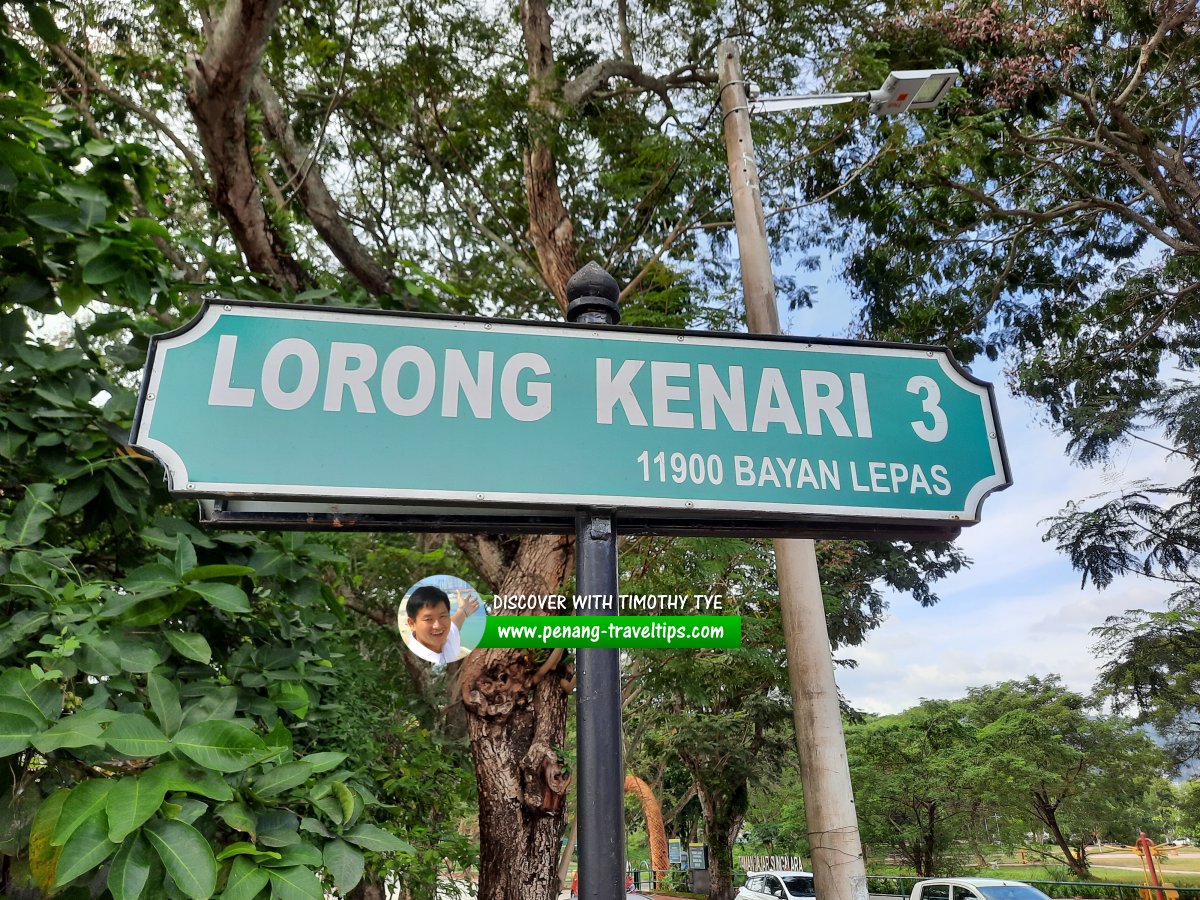 LORONG KENARI 3
11900 BAYAN LEPAS
DISCOVER WITH TIMOTHY TYE
www.penang-traveltips.com